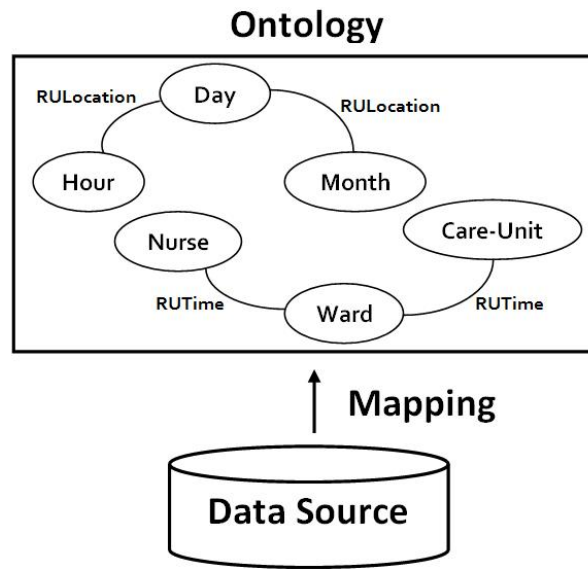 Ontology
RULocation
Day
RULocation
Hour
Month
Nurse
Care-Unit
RUTime
Ward
RUTime
Mapping
Data Source